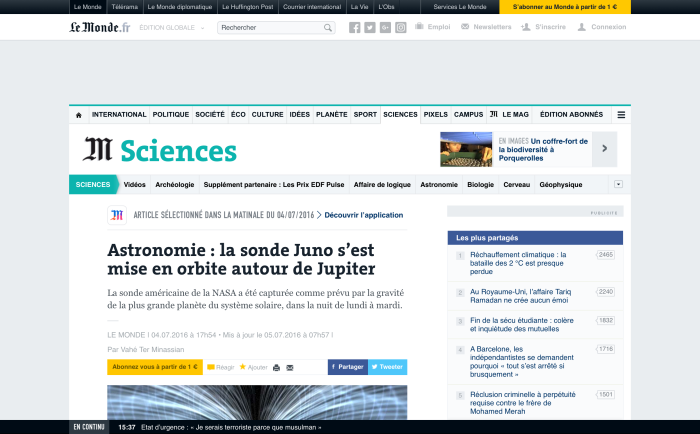 Le Monde Télérama Le Monde diplomatique Le Huffington Post Courrier international La Vie L'Obs Services Le Monde S'abonner au Monde à partir de 1 €
Le Monde.fr ÉDITION GLOBALE Rechercher Emploi Newsletters S'inscrire Connexion
INTERNATIONAL POLITIQUE SOCIÉTÉ ÉCO CULTURE IDÉES PLANÈTE SPORT SCIENCES PIXELS CAMPUS M LE MAG ÉDITION ABONNÉS
M Sciences
EN IMAGES Un coffre-fort de
la biodiversité à
Porquerolles
SCIENCES Vidéos Archéologie Supplément partenaire : Les Prix EDF Pulse Affaire de logique Astronomie Biologie Cerveau Géophysique
M ARTICLE SÉLECTIONNÉ DANS LA MATINALE DU 04/07/2016 > Découvrir l'application
Astronomie : la sonde Juno s'est
mise en orbite autour de Jupiter
La sonde américaine de la NASA a été capturée comme prévu par la gravité
de la plus grande planète du système solaire, dans la nuit de lundi à mardi.
LE MONDE | 04.07.2016 à 17h54 • Mis à jour le 05.07.2016 à 07h57 |
Par Vahé Ter Minassian
Abonnez vous à partir de 1 € Réagir Ajouter Partager Tweeter
PUBLICITÉ
Les plus partagés
1 Réchauffement climatique : la 2465
bataille des 2 °C est presque
perdue
2 Au Royaume-Uni, l'affaire Tariq 2240
Ramadan ne crée aucun émoi
3 Fin de la sécu étudiante : colère 1832
et inquiétude des mutuelles
4 A Barcelone, les 1716
indépendantistes se demandent
pourquoi « tout s'est arrêté si
brusquement »
5 Réclusion criminelle à perpétuité 1501
requise contre le frère de
Mohamed Merah
EN CONTINU 15:37 Etat d'urgence : « Je serais terroriste parce que musulman »